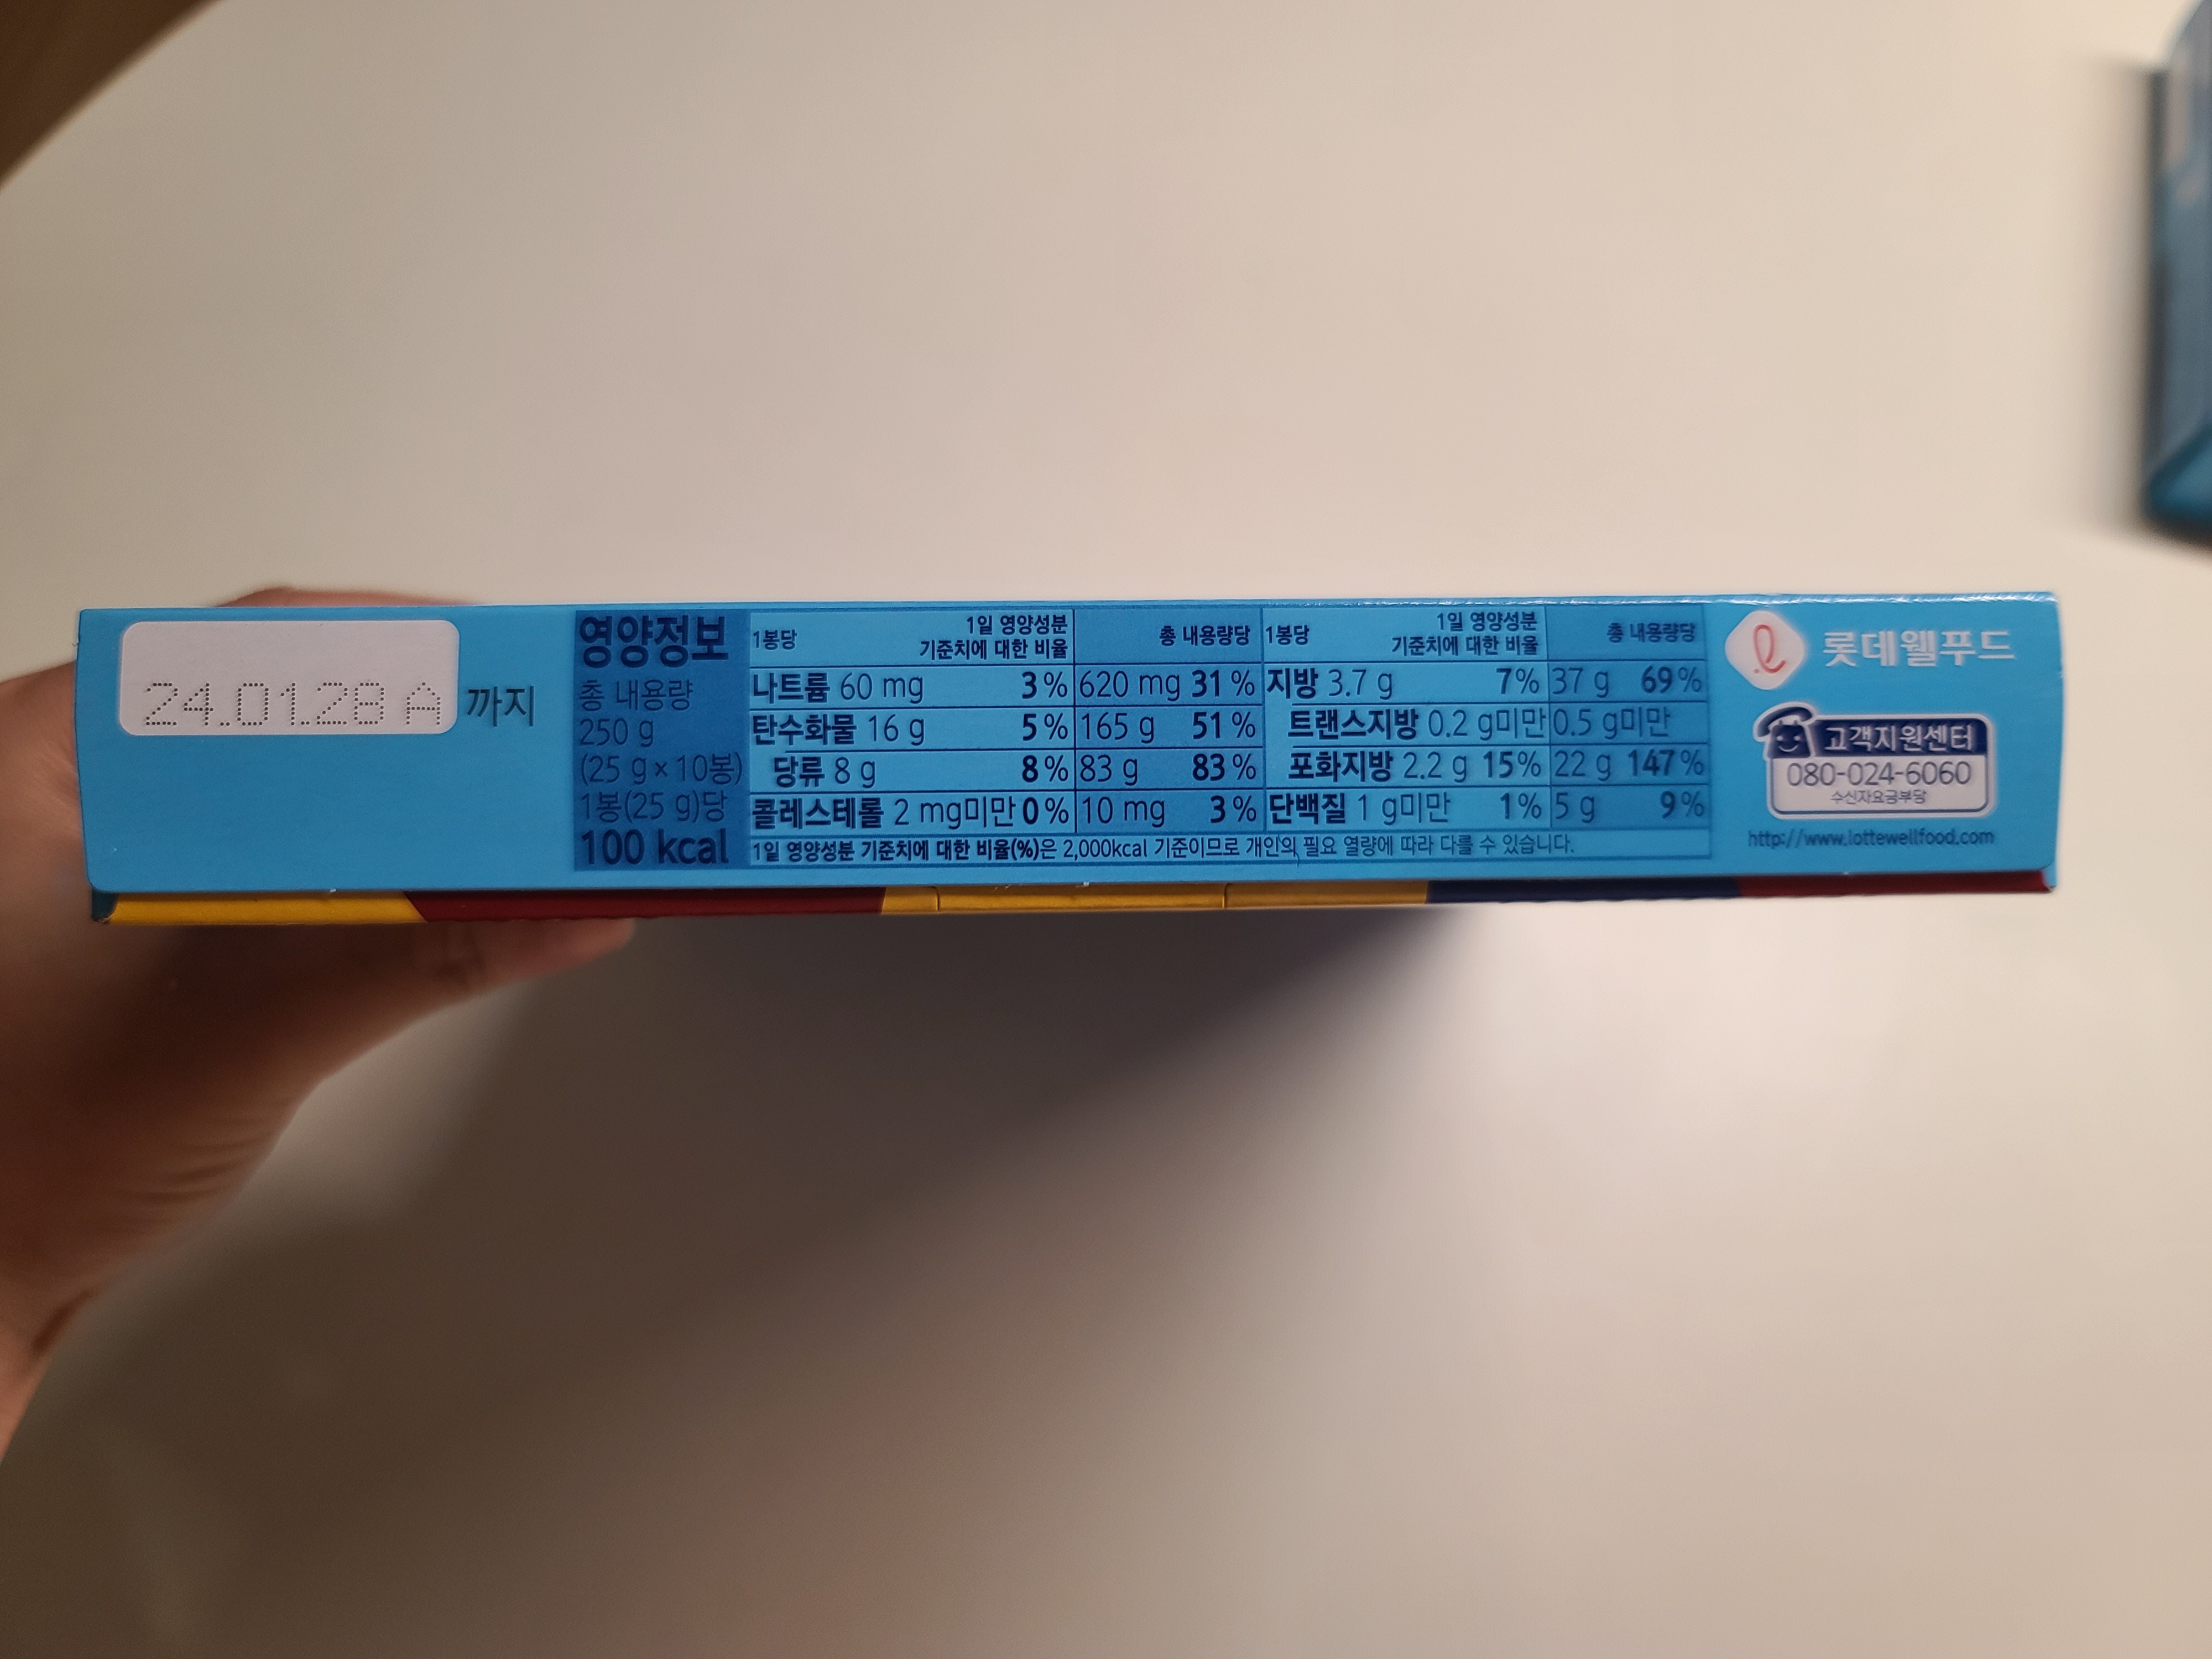 24.01.28 A 까지
영양정보
총 내용량
250 g
(25 g×10봉)
1봉(25 g)당
100 kcal
1봉당 1일 영양성분 기준치에 대한 비율 총 내용량당
나트륨 60 mg 3 % 620 mg 31 %
탄수화물 16 g 5 % 165 g 51 %
당류 8 g 8 % 83 g 83 %
콜레스테롤 2 mg미만 0 % 10 mg 3 %
1봉당 1일 영양성분 기준치에 대한 비율 총 내용량당
지방 3.7 g 7% 37 g 69%
트랜스지방 0.2 g미만 0.5 g미만
포화지방 2.2 g 15% 22 g 147%
단백질 1 g미만 1% 5 g 9%
1일 영양성분 기준치에 대한 비율(%)은 2,000kcal 기준이므로 개인의 필요 열량에 따라 다를 수 있습니다.
롯데웰푸드
고객지원센터
080-024-6060
수신자요금부담
http://www.lottewellfood.com